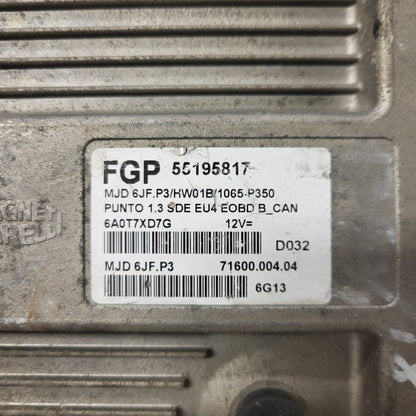 FGP 55195817
MJD 6JF.P3/HW01B/1065-P350
PUNTO 1.3 SDE EU4 EOBD B_CAN
6A0T7XD7G 12V=
D032
MJD 6JF.P3 71600.004.04
6G13